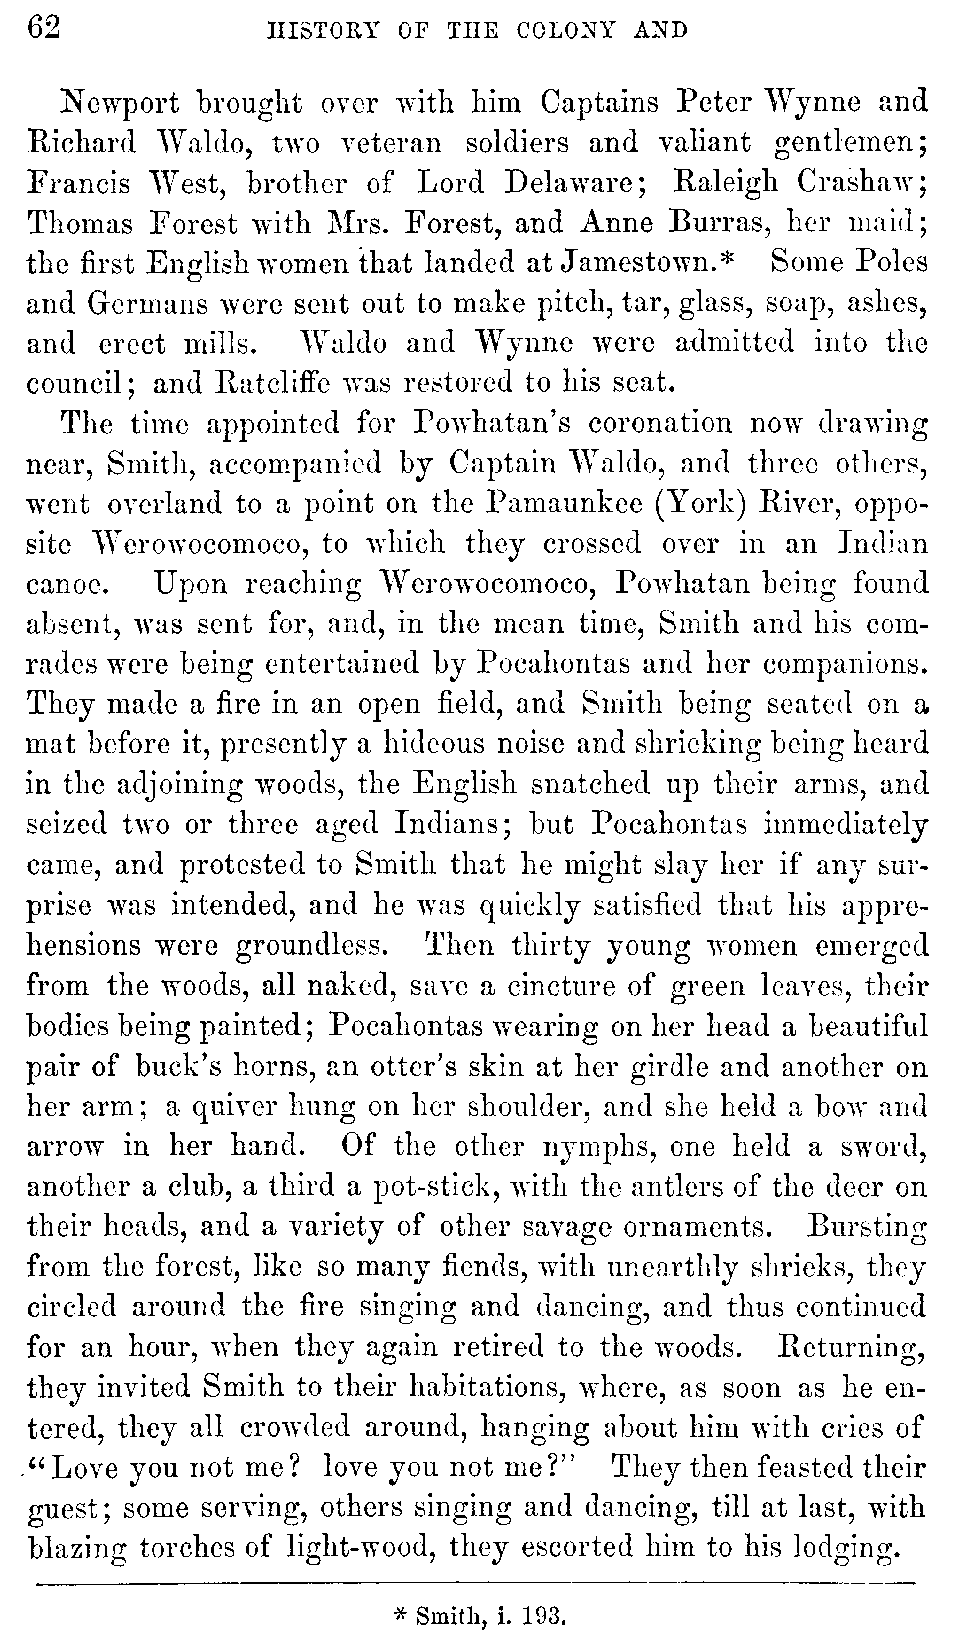 62 HISTORY OF THE COLONY AND
Newport brought over with him Captains Peter Wynne and
Richard Waldo, two veteran soldiers and valiant gentlemen;
Francis West, brother of Lord Delaware; Raleigh Crashaw;
Thomas Forest with Mrs. Forest, and Anne Burras, her maid;
the first English women that landed at Jamestown.* Some Poles
and Germans were sent out to make pitch, tar, glass, soap, ashes,
and erect mills. Waldo and Wynne were admitted into the
council; and Ratcliffe was restored to his seat.
The time appointed for Powhatan's coronation now drawing
near, Smith, accompanied by Captain Waldo, and three others,
went overland to a point on the Pamaunkee (York) River, oppo-
site Werowocomoco, to which they crossed over in an Indian
canoe. Upon reaching Werowocomoco, Powhatan being found
absent, was sent for, and, in the mean time, Smith and his com-
rades were being entertained by Pocahontas and her companions.
They made a fire in an open field, and Smith being seated on a
mat before it, presently a hideous noise and shrieking being heard
in the adjoining woods, the English snatched up their arms, and
seized two or three aged Indians; but Pocahontas immediately
came, and protested to Smith that he might slay her if any sur-
prise was intended, and he was quickly satisfied that his appre-
hensions were groundless. Then thirty young women emerged
from the woods, all naked, save a cincture of green leaves, their
bodies being painted; Pocahontas wearing on her head a beautiful
pair of buck's horns, an otter's skin at her girdle and another on
her arm; a quiver hung on her shoulder, and she held a bow and
arrow in her hand. Of the other nymphs, one held a sword,
another a club, a third a pot-stick, with the antlers of the deer on
their heads, and a variety of other savage ornaments. Bursting
from the forest, like so many fiends, with unearthly shrieks, they
circled around the fire singing and dancing, and thus continued
for an hour, when they again retired to the woods. Returning,
they invited Smith to their habitations, where, as soon as he en-
tered, they all crowded around, hanging about him with cries of
"Love you not me? love you not me?" They then feasted their
guest; some serving, others singing and dancing, till at last, with
blazing torches of light-wood, they escorted him to his lodging.
* Smith, i. 193.